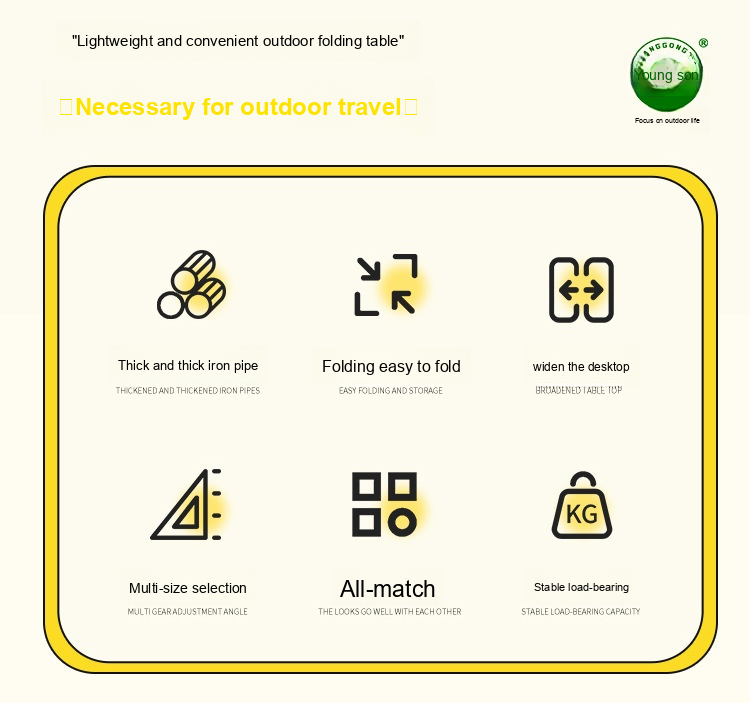 "Lightweight and convenient outdoor folding table"
Necessary for outdoor travel
®
Young son
Focus on outdoor life
Thick and thick iron pipe
THICKENED AND THICKENED IRON PIPES
Folding easy to fold
EASY FOLDING AND STORAGE
widen the desktop
BROADENED TABLE TOP
Multi-size selection
MULTI GEAR ADJUSTMENT ANGLE
All-match
THE LOOKS GO WELL WITH EACH OTHER
KG
Stable load-bearing
STABLE LOAD-BEARING CAPACITY